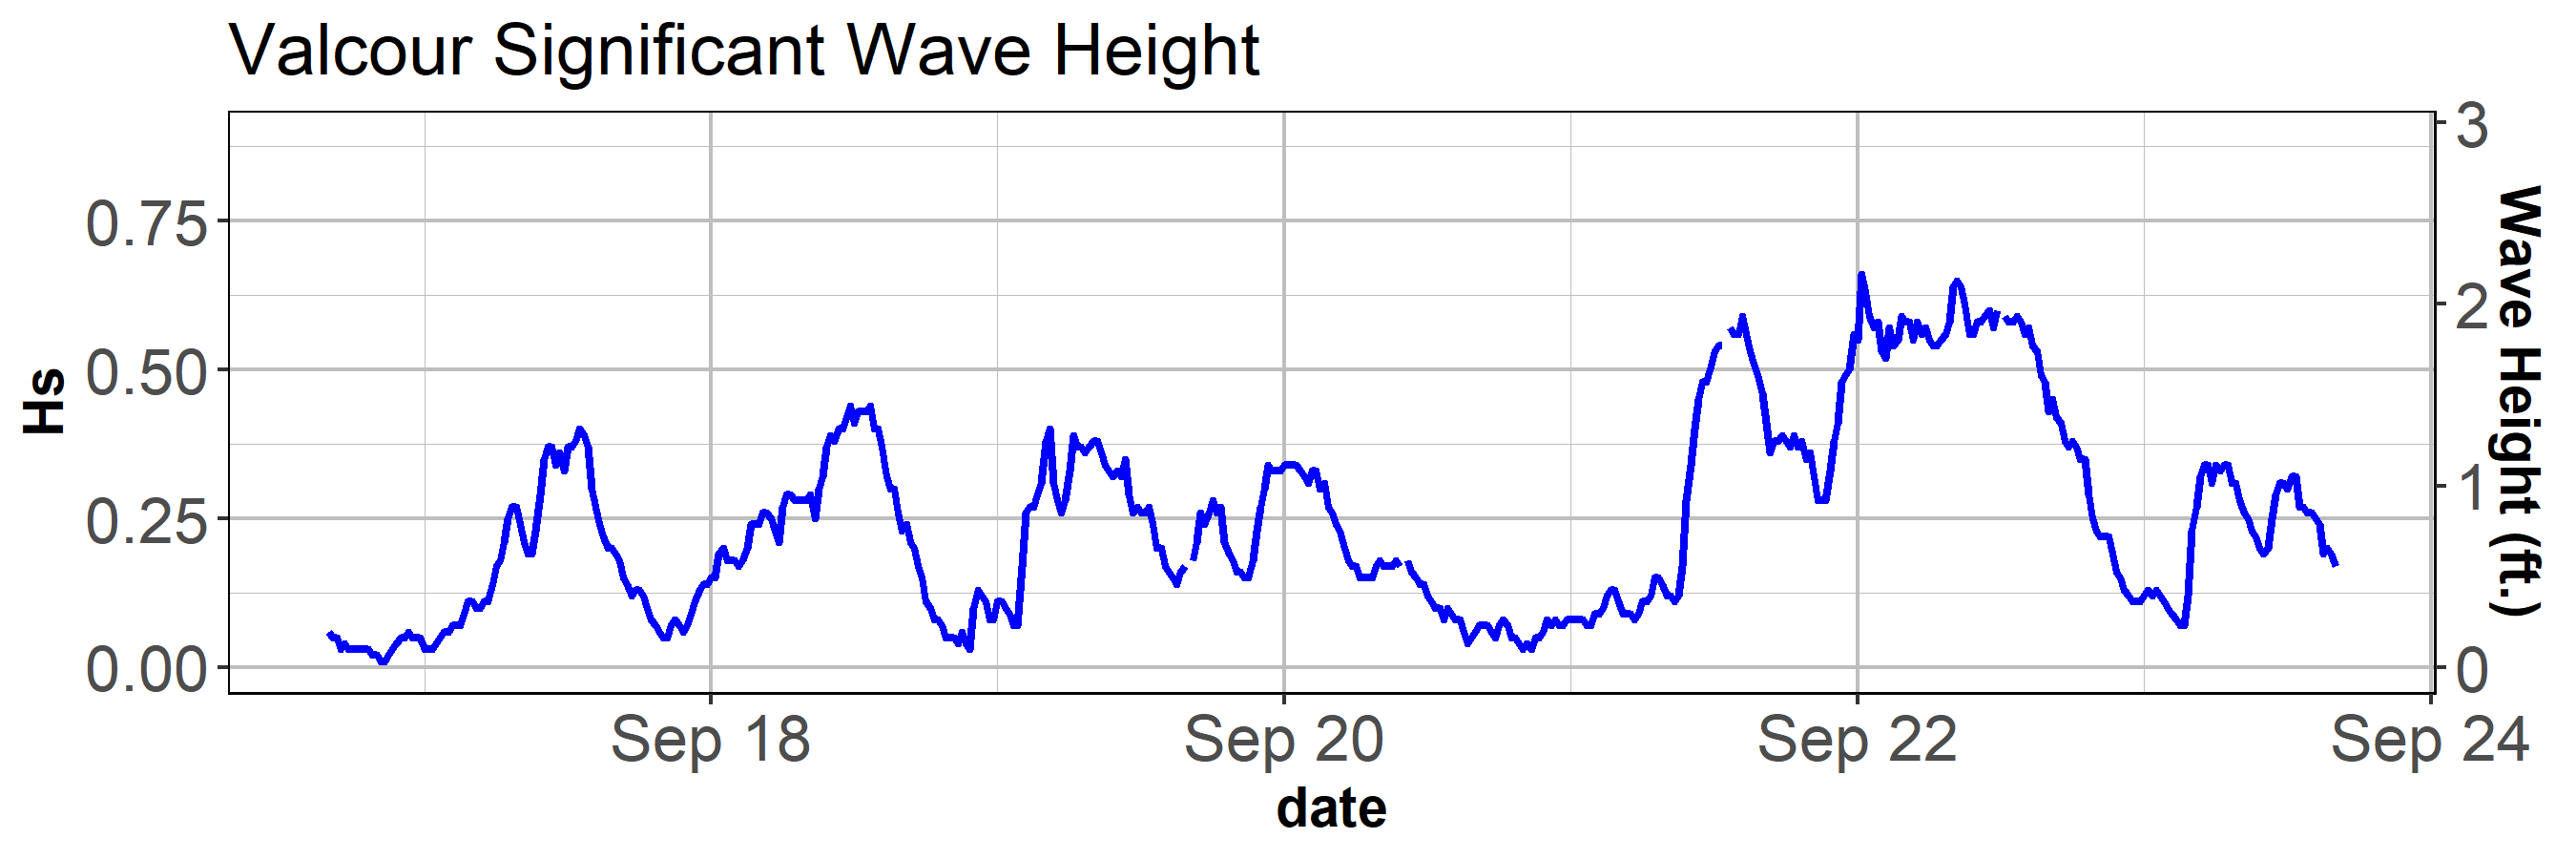 Valcour Significant Wave Height
Hs
0.75
0.50
0.25
0.00
3
2
1
0
Wave Height (ft.)
Sep 18
Sep 20
Sep 22
Sep 24
date